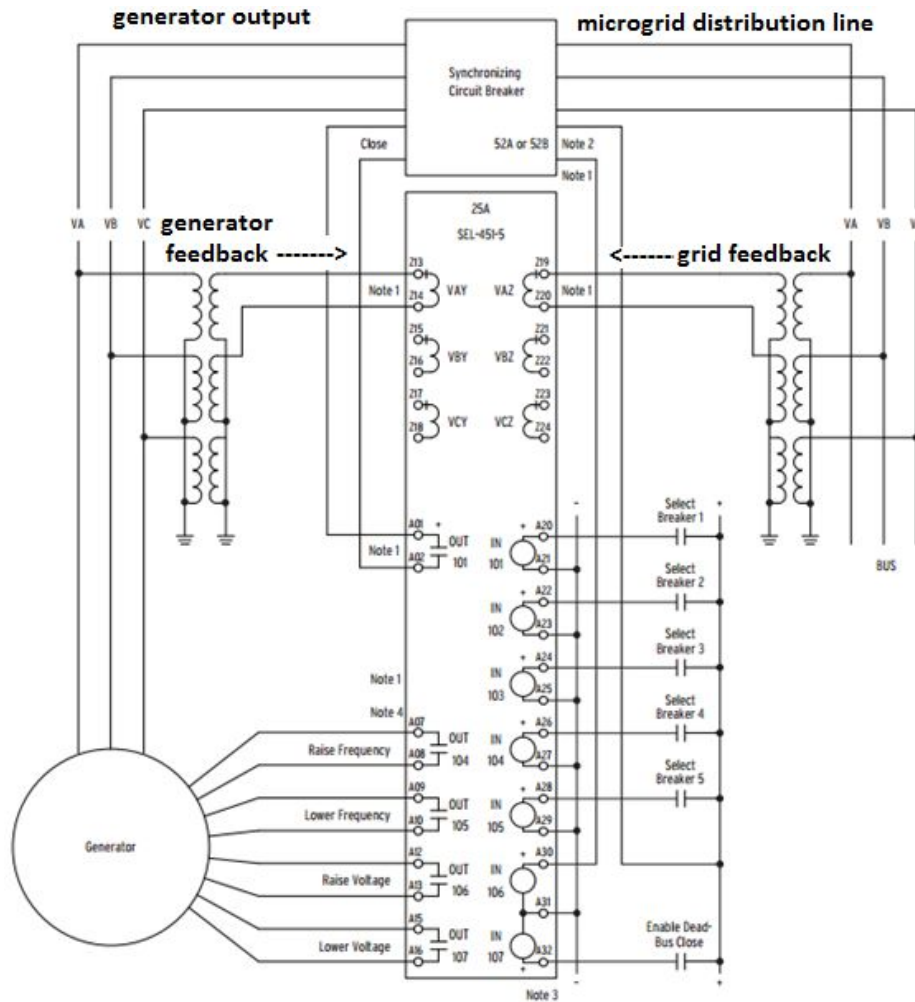 generator output
microgrid distribution line
Synchronizing
Circuit Breaker
Close
52A or 52B
Note 2
Note 1
25A
SEL-451-5
VA
VB
VC
generator
feedback ------->
<------- grid feedback
VA
VB
V
Note 1
Z13
Z14
VAY
Z15
Z16
VBY
Z17
Z18
VCY
Z19
Z20
VAZ
Note 1
Z21
Z22
VBZ
Z23
Z24
VCZ
BUS
Note 1
A01
A02
+
OUT
101
IN
101
+
A20
A21
-
Select
Breaker 1
+
IN
102
+
A22
A23
Select
Breaker 2
IN
103
+
A24
A25
Select
Breaker 3
Note 1
Note 4
Raise Frequency
A07
A08
OUT
104
IN
104
+
A26
A27
Select
Breaker 4
Lower Frequency
A09
A10
OUT
105
IN
105
+
A28
A29
Select
Breaker 5
Generator
Raise Voltage
A12
A13
OUT
106
IN
106
+
A30
A31
Lower Voltage
A15
A16
OUT
107
IN
107
+
A32
Enable Dead-
Bus Close
-
+
Note 3